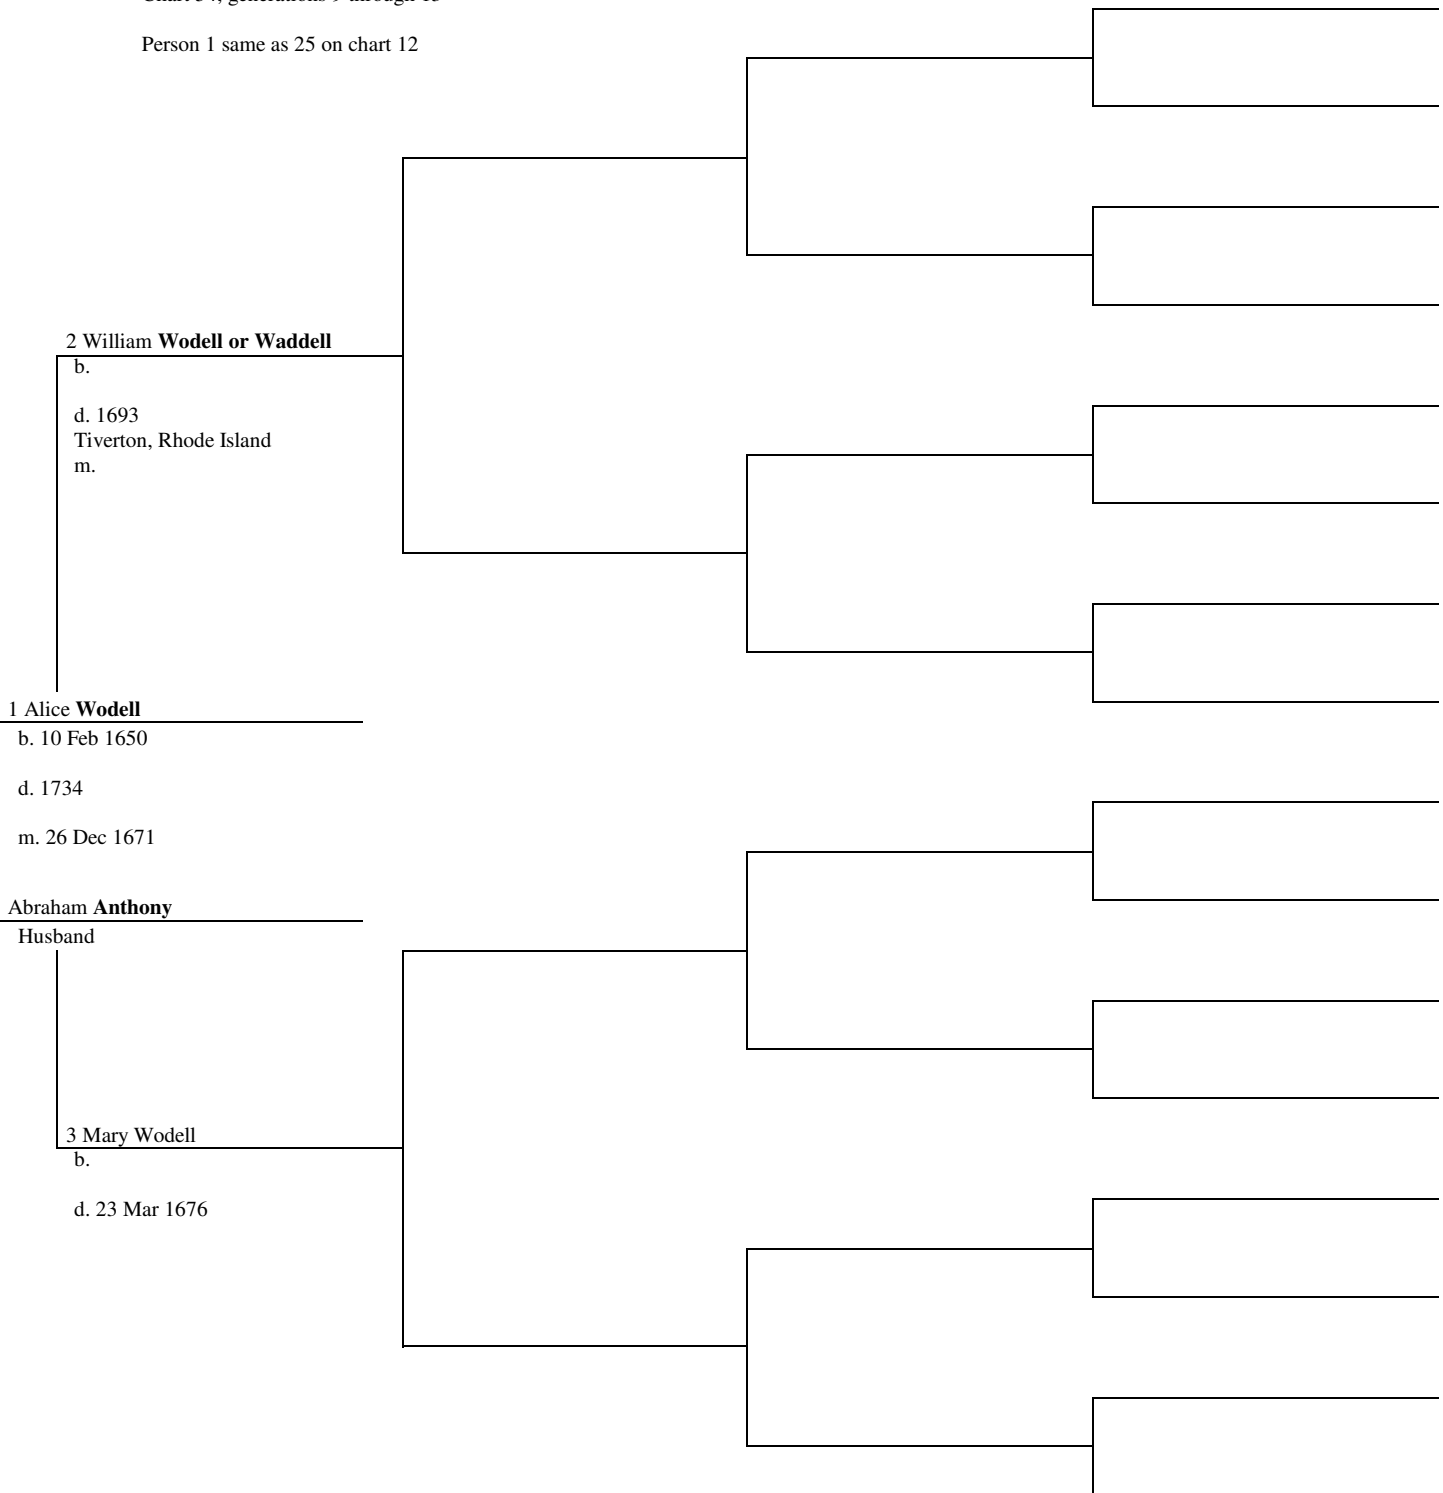 Person 1 same as 25 on chart 12
2 William Wodell or Waddell
b.
d. 1693
Tiverton, Rhode Island
m.
1 Alice Wodell
b. 10 Feb 1650
d. 1734
m. 26 Dec 1671
Abraham Anthony
Husband
3 Mary Wodell
b.
d. 23 Mar 1676